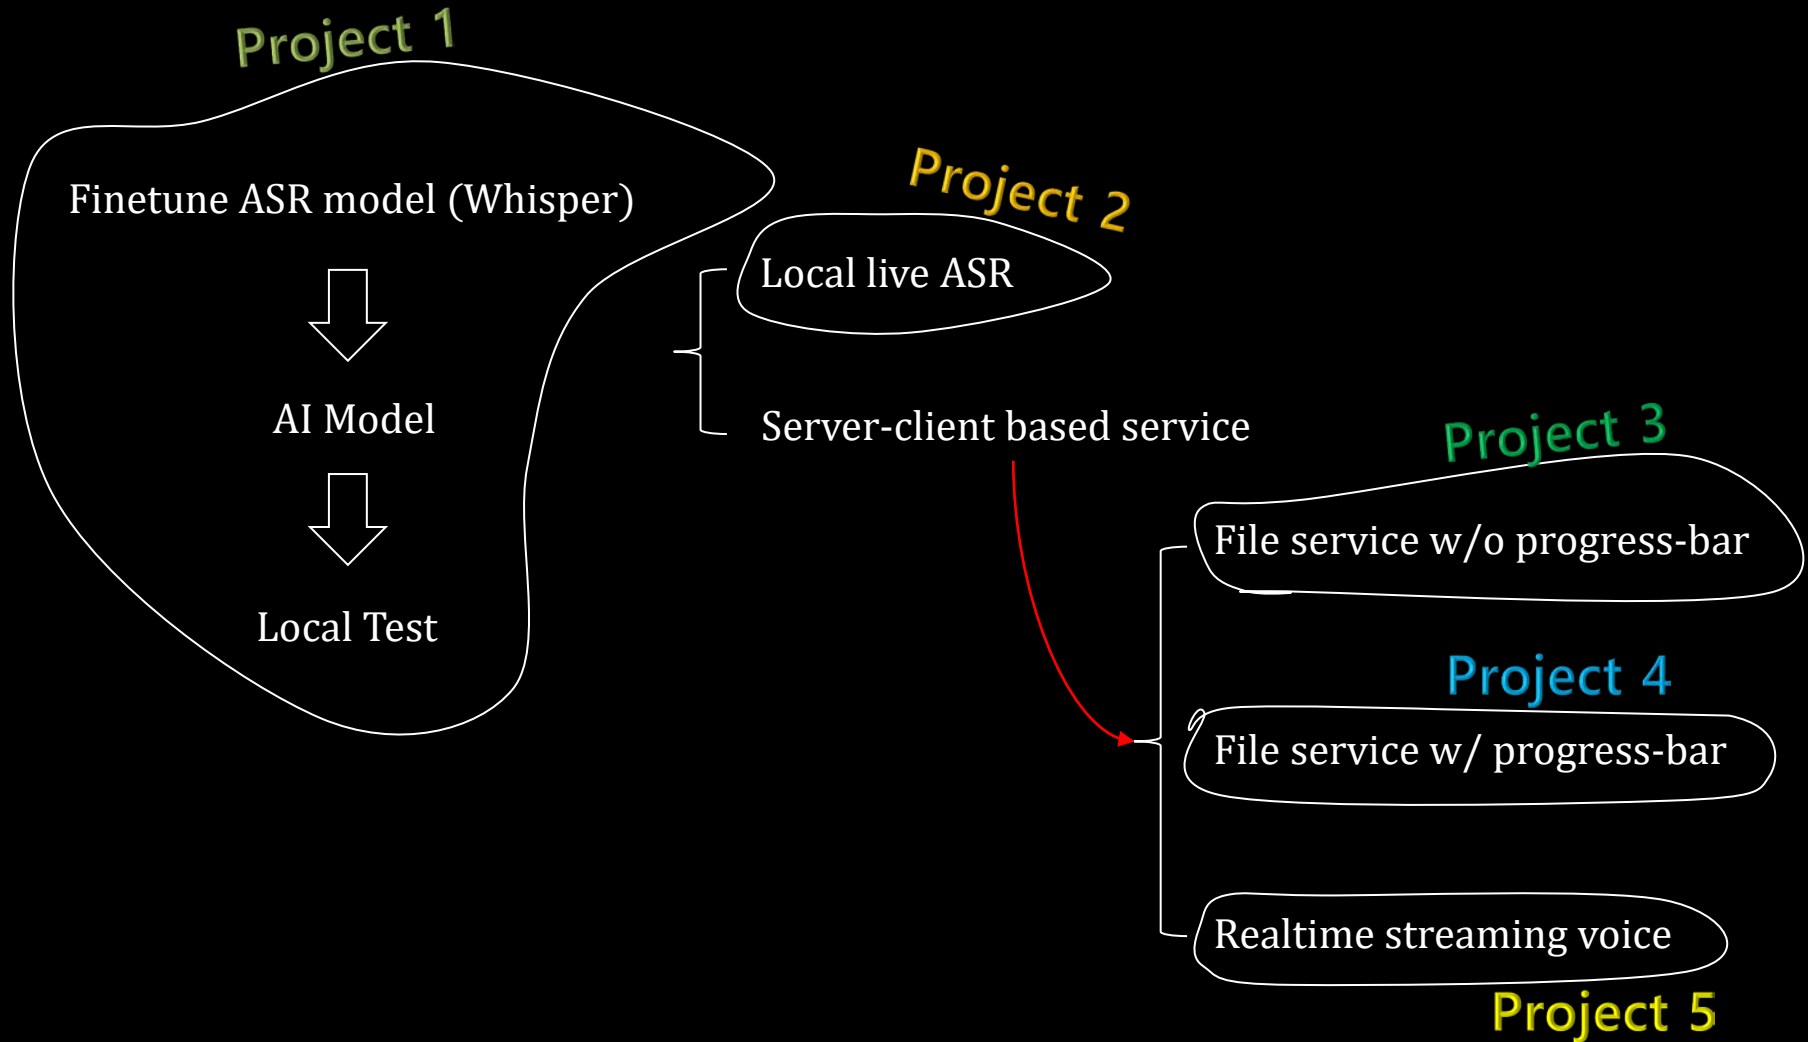 Project 1
Finetune ASR model (Whisper)
AI Model
Local Test
Project 2
Local live ASR
Server-client based service
Project 3
File service w/o progress-bar
Project 4
File service w/ progress-bar
Realtime streaming voice
Project 5